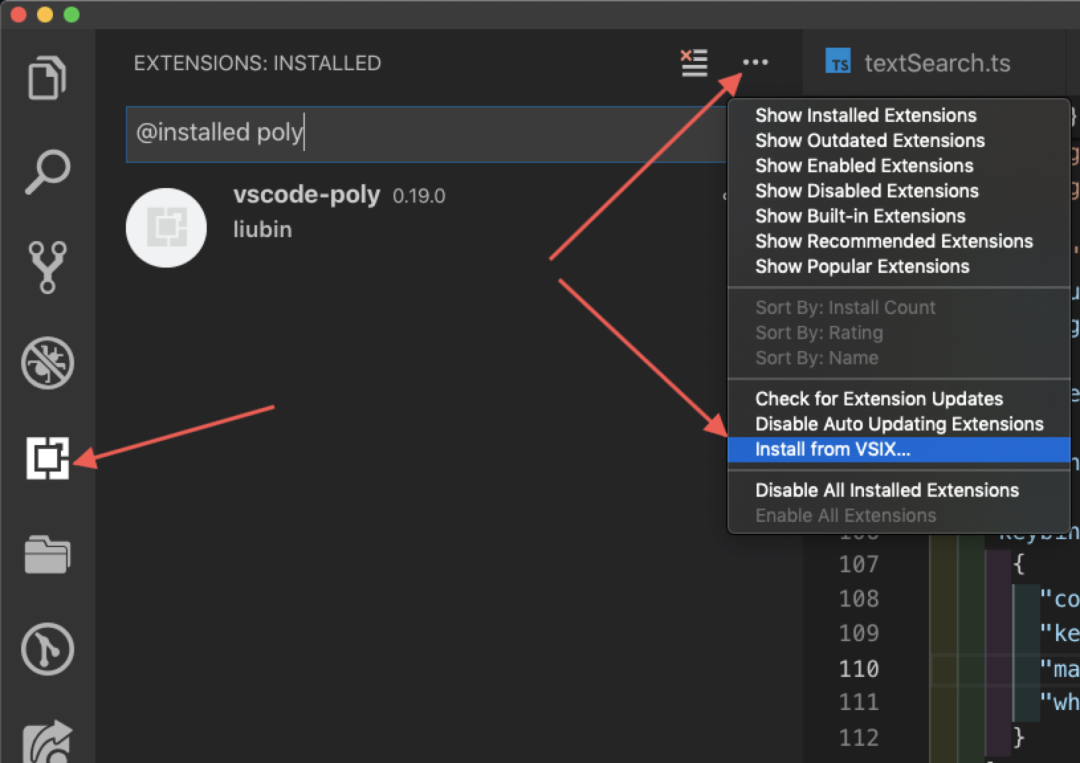 EXTENSIONS: INSTALLED
TS textSearch.ts
@installed poly
vscode-poly 0.19.0
liubin
Show Installed Extensions
Show Outdated Extensions
Show Enabled Extensions
Show Disabled Extensions
Show Built-in Extensions
Show Recommended Extensions
Show Popular Extensions
Sort By: Install Count
Sort By: Rating
Sort By: Name
Check for Extension Updates
Disable Auto Updating Extensions
Install from VSIX...
Disable All Installed Extensions
Enable All Extensions
107 {
108 "co
109 "ke
110 "ma
111 "wh
112 }